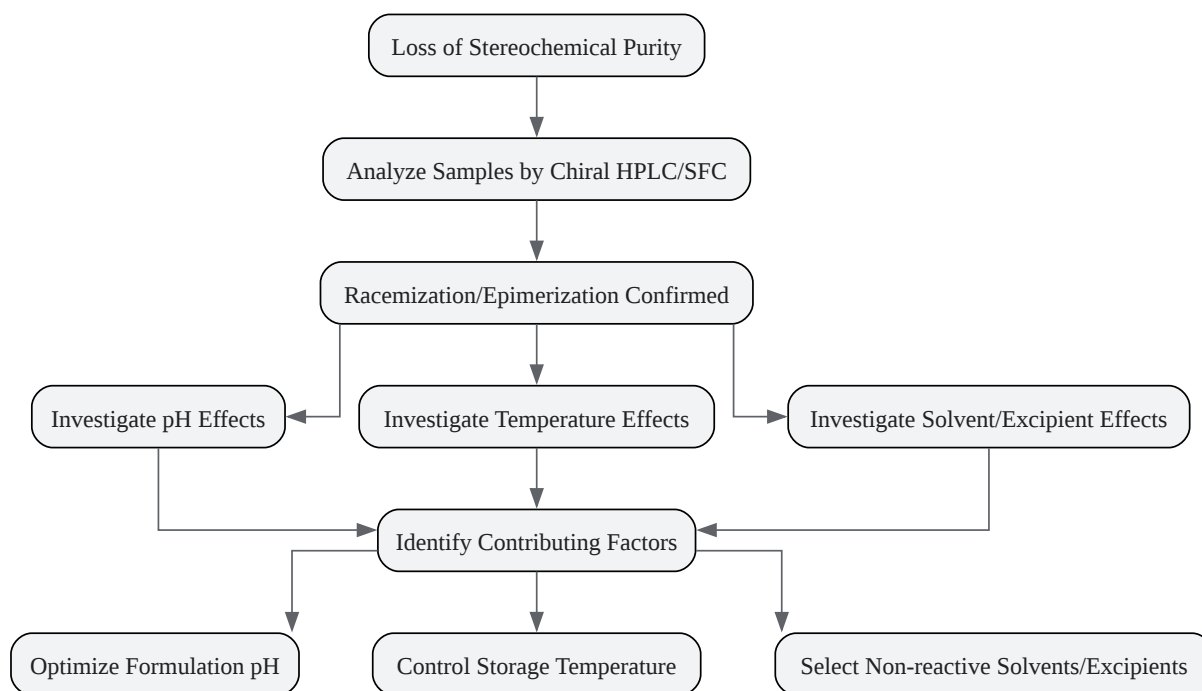 Loss of Stereochemical Purity
Analyze Samples by Chiral HPLC/SFC
Racemization/Epimerization Confirmed
Investigate pH Effects
Investigate Temperature Effects
Investigate Solvent/Excipient Effects
Identify Contributing Factors
Optimize Formulation pH
Control Storage Temperature
Select Non-reactive Solvents/Excipients